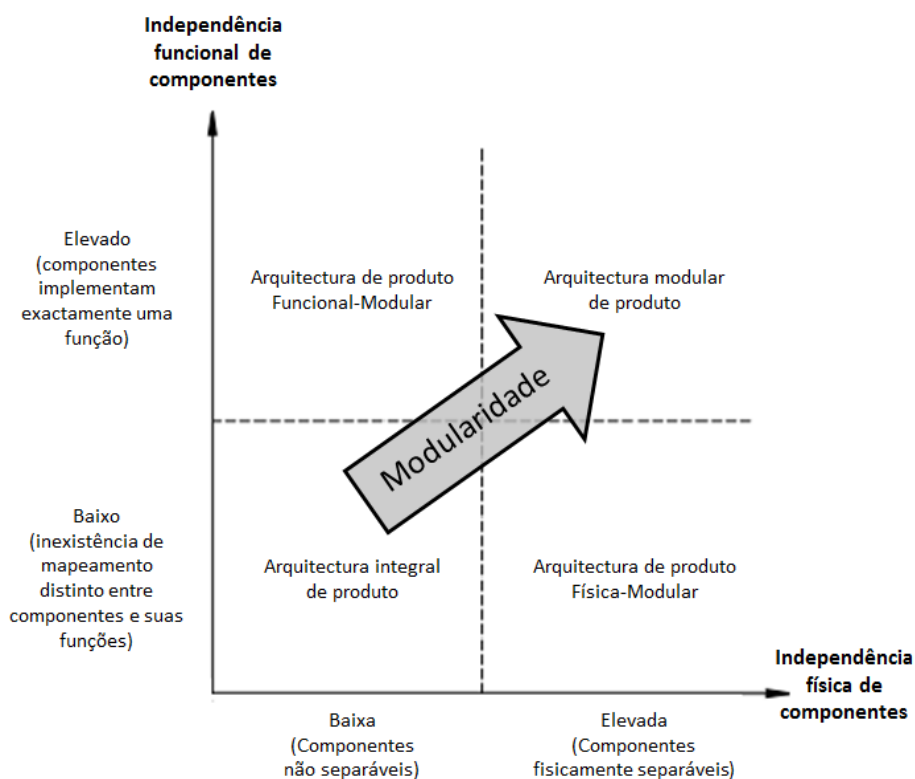 Independência
funcional de
componentes
Elevado
(componentes
implementam
exactamente uma
função)
Arquitectura de produto
Funcional-Modular
Arquitectura modular
de produto
Modularidade
Baixo
(inexistência de
mapeamento
distinto entre
componentes e suas
funções)
Arquitectura integral
de produto
Arquitectura de produto
Física-Modular
Independência
física de
componentes
Baixa
(Componentes
não separáveis)
Elevada
(Componentes
fisicamente separáveis)